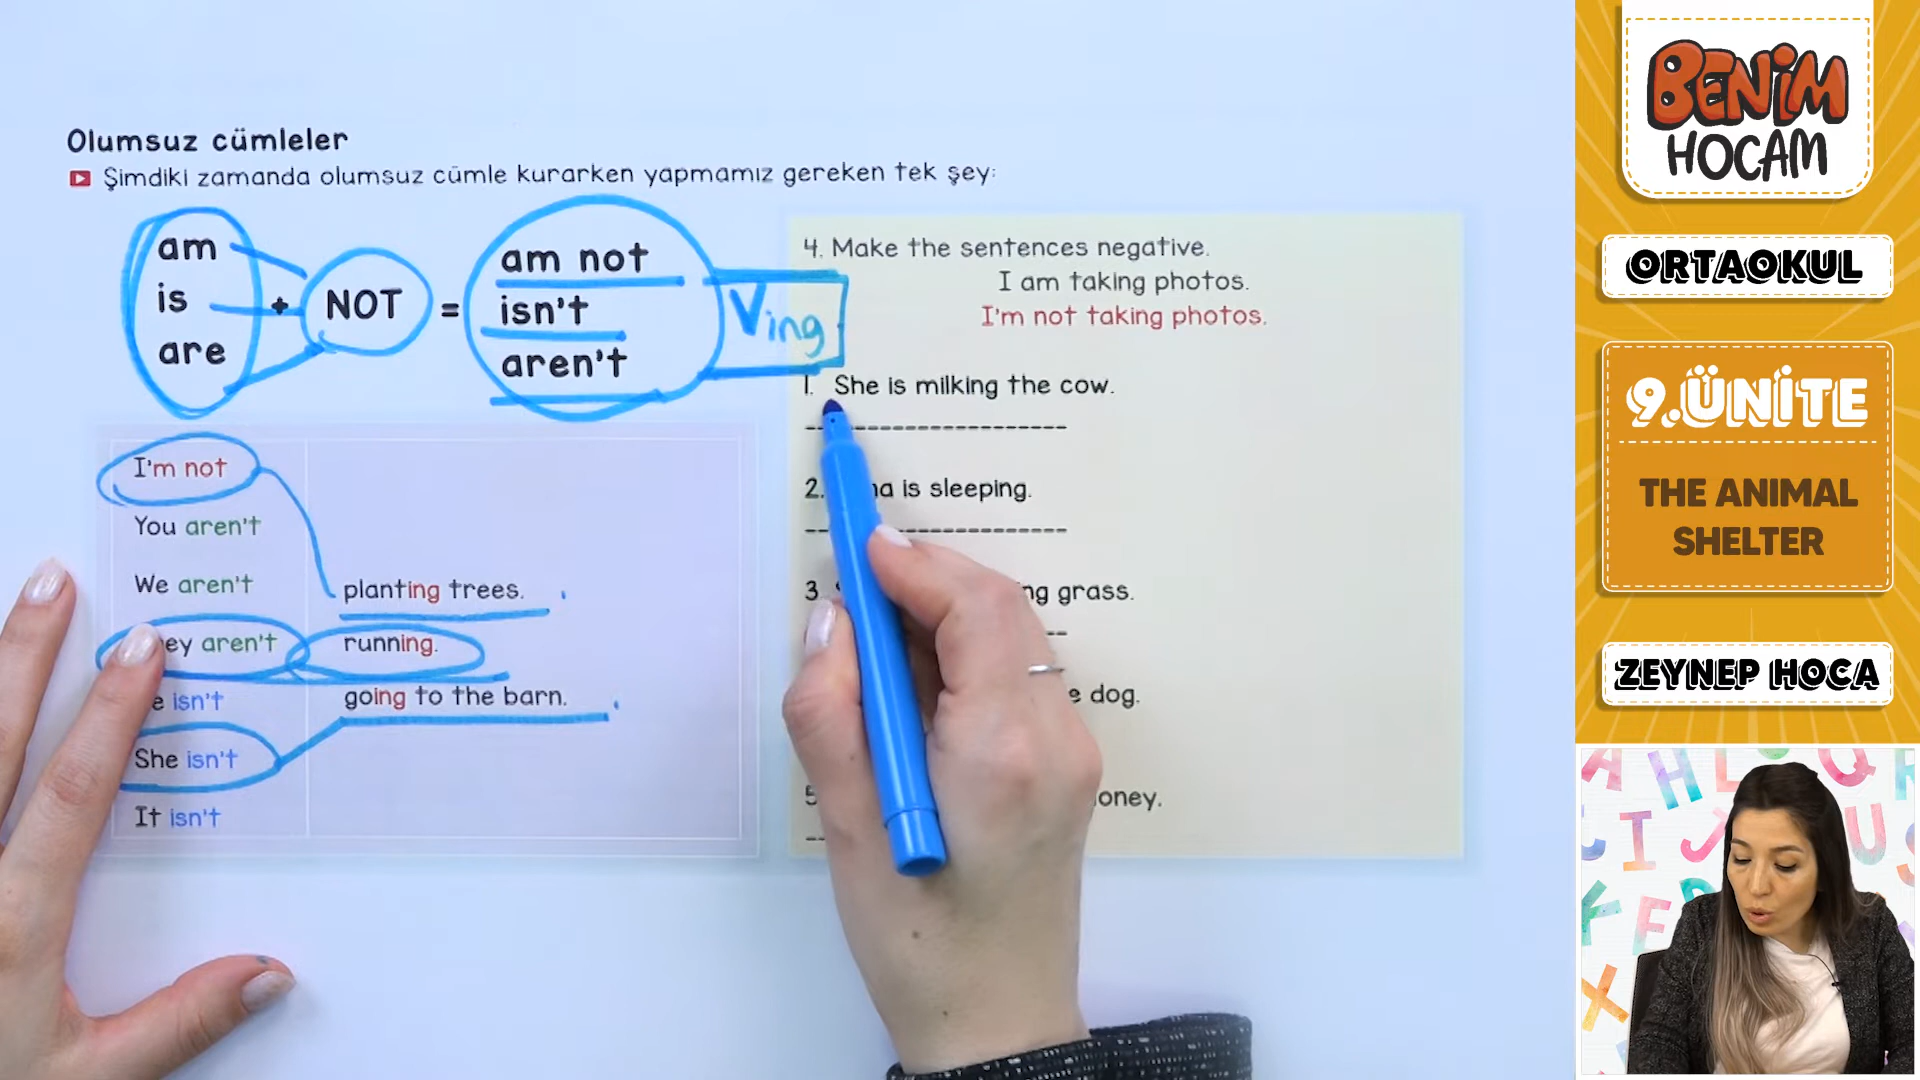 Olumsuz cümleler
Şimdiki zamanda olumsuz cümle kurarken yapmamız gereken tek şey:
am
is
are
+
NOT
=
am not
isn't
aren't
Ving
I'm not
You aren't
We aren't
aren't
isn't
She isn't
It isn't
planting trees.
running.
going to the barn.
4. Make the sentences negative.
I am taking photos.
I'm not taking photos.
1. She is milking the cow.
2. is sleeping.
3. grass.
dog.
5
BENİM
HOCAM
ORTAOKUL
9.ÜNİTE
THE ANIMAL
SHELTER
ZEYNEP HOCA